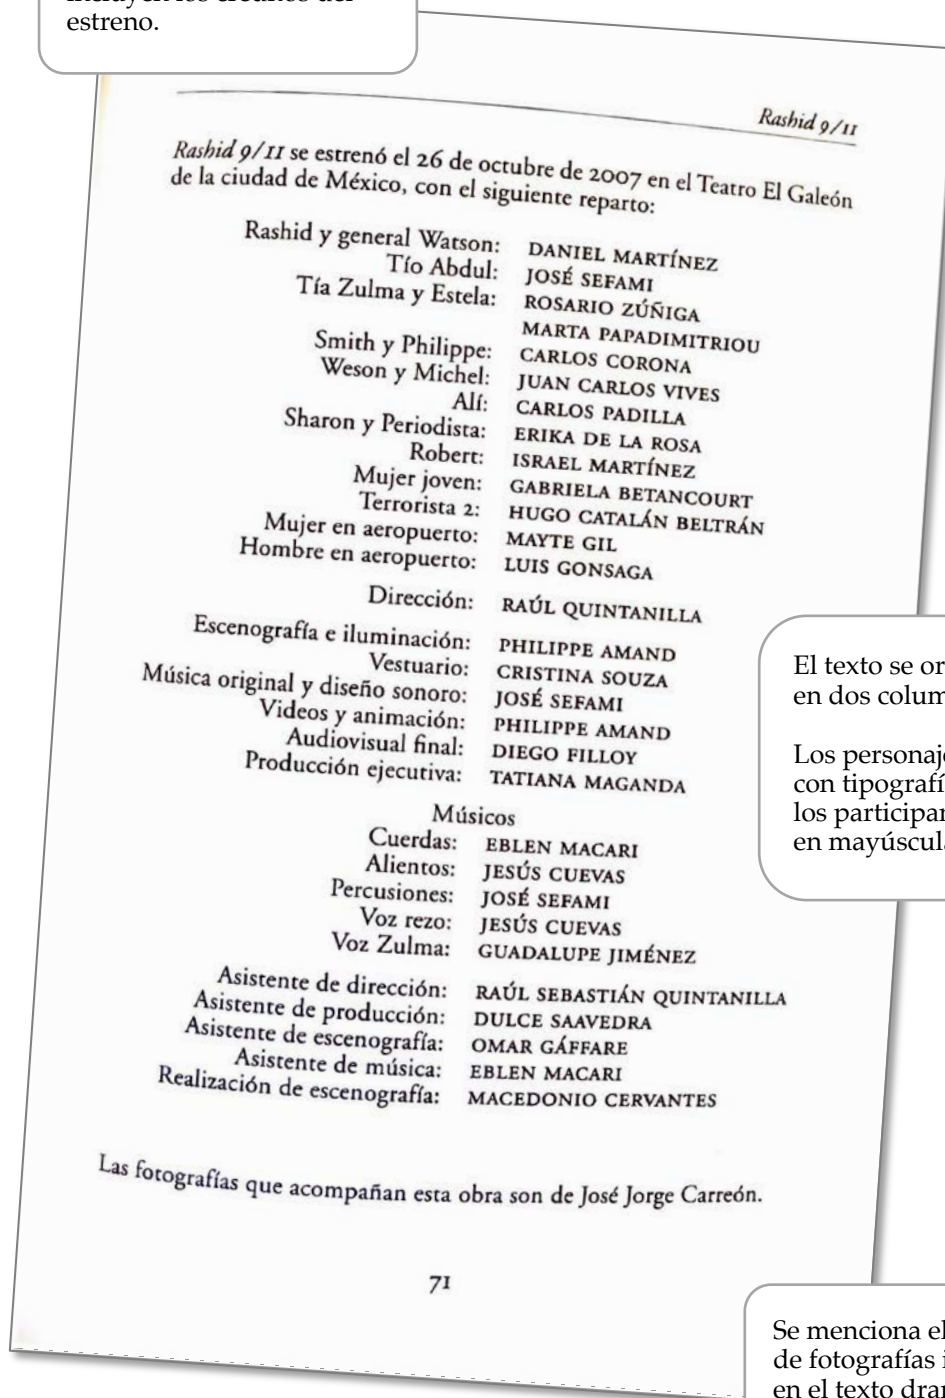 estreno.
Rashid 9/11
Rashid 9/11 se estrenó el 26 de octubre de 2007 en el Teatro El Galeón
de la ciudad de México, con el siguiente reparto:
Rashid y general Watson: DANIEL MARTÍNEZ
Tío Abdul: JOSÉ SEFAMI
Tía Zulma y Estela: ROSARIO ZÚÑIGA
MARTA PAPADIMITRIOU
Smith y Philippe: CARLOS CORONA
Weson y Michel: JUAN CARLOS VIVES
Alí: CARLOS PADILLA
Sharon y Periodista: ERIKA DE LA ROSA
Robert: ISRAEL MARTÍNEZ
Mujer joven: GABRIELA BETANCOURT
Terrorista 2: HUGO CATALÁN BELTRÁN
Mujer en aeropuerto: MAYTE GIL
Hombre en aeropuerto: LUIS GONSAGA
Dirección: RAÚL QUINTANILLA
Escenografía e iluminación: PHILIPPE AMAND
Vestuario: CRISTINA SOUZA
Música original y diseño sonoro: JOSÉ SEFAMI
Videos y animación: PHILIPPE AMAND
Audiovisual final: DIEGO FILLOY
Producción ejecutiva: TATIANA MAGANDA
Músicos
Cuerdas: EBLEN MACARI
Alientos: JESÚS CUEVAS
Percusiones: JOSÉ SEFAMI
Voz rezo: JESÚS CUEVAS
Voz Zulma: GUADALUPE JIMÉNEZ
Asistente de dirección: RAÚL SEBASTIÁN QUINTANILLA
Asistente de producción: DULCE SAAVEDRA
Asistente de escenografía: OMAR GÁFFARE
Asistente de música: EBLEN MACARI
Realización de escenografía: MACEDONIO CERVANTES
Las fotografías que acompañan esta obra son de José Jorge Carreón.
71
El texto se or
en dos colum
Los personaj
con tipografí
los participa
en mayúscul
Se menciona el
de fotografías i
en el texto dra